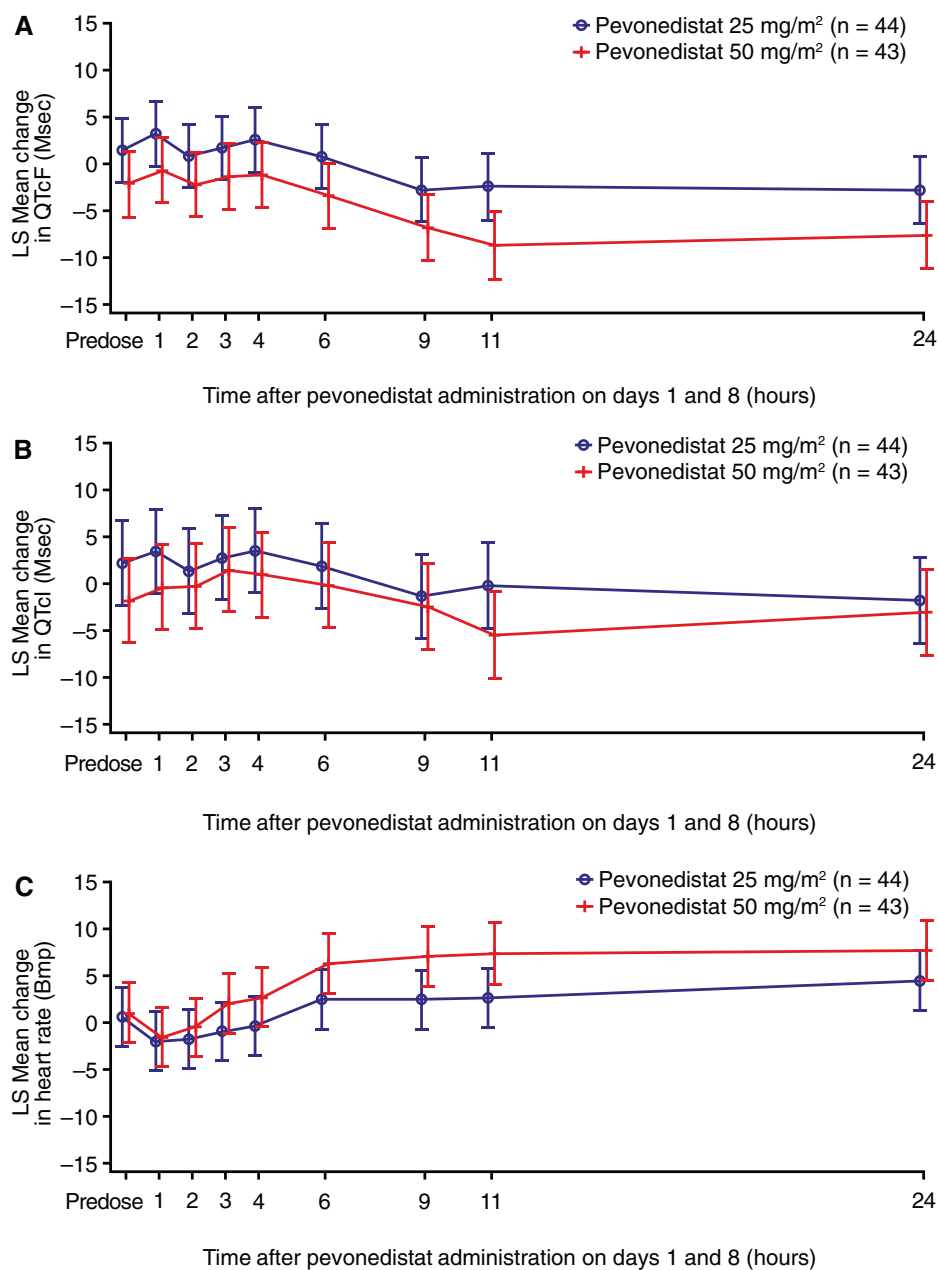 A
Pevonedistat 25 mg/m² (n = 44)
Pevonedistat 50 mg/m² (n = 43)
LS Mean change
in QTcF (Msec)
15
10
5
0
–5
–10
–15
Predose 1 2 3 4 6 9 11 24
Time after pevonedistat administration on days 1 and 8 (hours)
B
Pevonedistat 25 mg/m² (n = 44)
Pevonedistat 50 mg/m² (n = 43)
LS Mean change
in QTcI (Msec)
15
10
5
0
–5
–10
–15
Predose 1 2 3 4 6 9 11 24
Time after pevonedistat administration on days 1 and 8 (hours)
C
Pevonedistat 25 mg/m² (n = 44)
Pevonedistat 50 mg/m² (n = 43)
LS Mean change
in heart rate (Bmp)
15
10
5
0
–5
–10
–15
Predose 1 2 3 4 6 9 11 24
Time after pevonedistat administration on days 1 and 8 (hours)